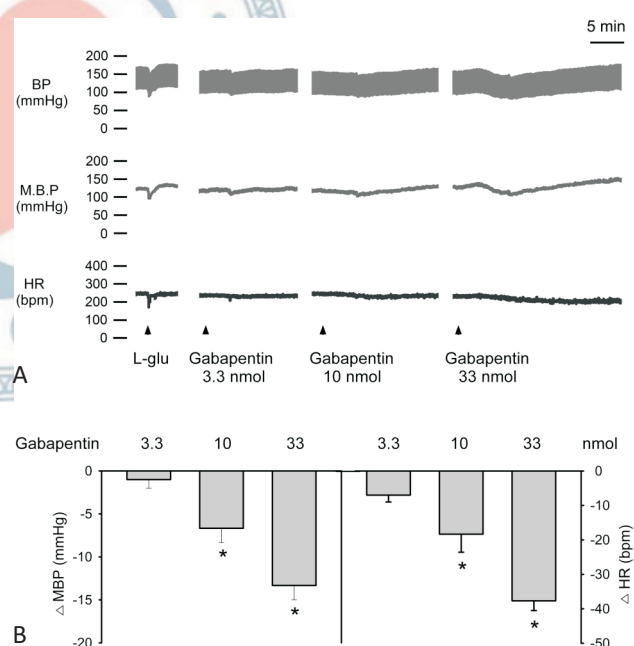 5 min
BP
(mmHg)
200
150
100
50
0
M.B.P
(mmHg)
200
150
100
50
0
HR
(bpm)
400
300
200
100
0
L-glu
Gabapentin
3.3 nmol
Gabapentin
10 nmol
Gabapentin
33 nmol
A
Gabapentin 3.3 10 33 3.3 10 33 nmol
△ MBP (mmHg)
0
-5
-10
-15
-20
* * * *
0
-10
-20
-30
-40
-50
△ HR (bpm)
B